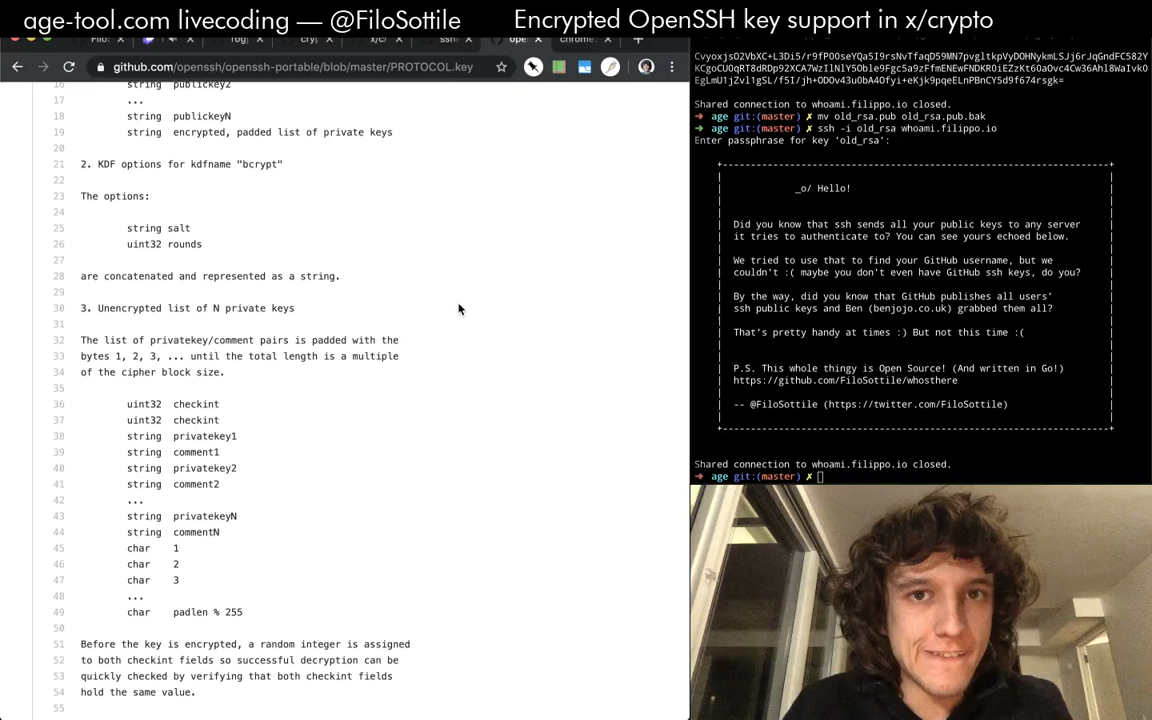 age-tool.com livecoding — @FiloSottile
Encrypted OpenSSH key support in x/crypto
github.com/openssh/openssh-portable/blob/master/PROTOCOL.key
16 string publickey2
17 ...
18 string publickeyN
19 string encrypted, padded list of private keys
20
21 2. KDF options for kdfname "bcrypt"
22
23 The options:
24
25 string salt
26 uint32 rounds
27
28 are concatenated and represented as a string.
29
30 3. Unencrypted list of N private keys
31
32 The list of privatekey/comment pairs is padded with the
33 bytes 1, 2, 3, ... until the total length is a multiple
34 of the cipher block size.
35
36 uint32 checkint
37 uint32 checkint
38 string privatekey1
39 string comment1
40 string privatekey2
41 string comment2
42 ...
43 string privatekeyN
44 string commentN
45 char 1
46 char 2
47 char 3
48 ...
49 char padlen % 255
50
51 Before the key is encrypted, a random integer is assigned
52 to both checkint fields so successful decryption can be
53 quickly checked by verifying that both checkint fields
54 hold the same value.
55
Shared connection to whoami.filippo.io closed.
➜ age git:(master) ✗ mv old_rsa.pub old_rsa.pub.bak
➜ age git:(master) ✗ ssh -i old_rsa whoami.filippo.io
Enter passphrase for key 'old_rsa':
_o/ Hello!
Did you know that ssh sends all your public keys to any server
it tries to authenticate to? You can see yours echoed below.
We tried to use that to find your GitHub username, but we
couldn't :( maybe you don't even have GitHub ssh keys, do you?
By the way, did you know that GitHub publishes all users'
ssh public keys and Ben (benjojo.co.uk) grabbed them all?
That's pretty handy at times :) But not this time :(
P.S. This whole thingy is Open Source! (And written in Go!)
https://github.com/FiloSottile/whosthere
-- @FiloSottile (https://twitter.com/FiloSottile)
Shared connection to whoami.filippo.io closed.
➜ age git:(master) ✗